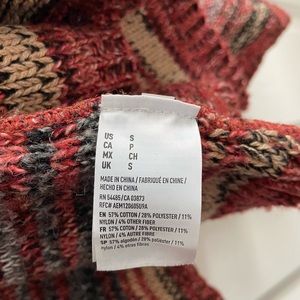 US S
CA P
MX CH
UK S
MADE IN CHINA / FABRIQUÉ EN CHINE /
HECHO EN CHINA
RN 54485/CA 03873
RFC# AEM120605U9A
EN 57% COTTON / 28% POLYESTER / 11%
NYLON / 4% OTHER FIBER
FR 57% COTON / 28% POLYESTER / 11%
NYLON / 4% AUTRE FIBRE
SP 57% algodón / 28% poliéster / 11%
nylon / 4% otras fibras